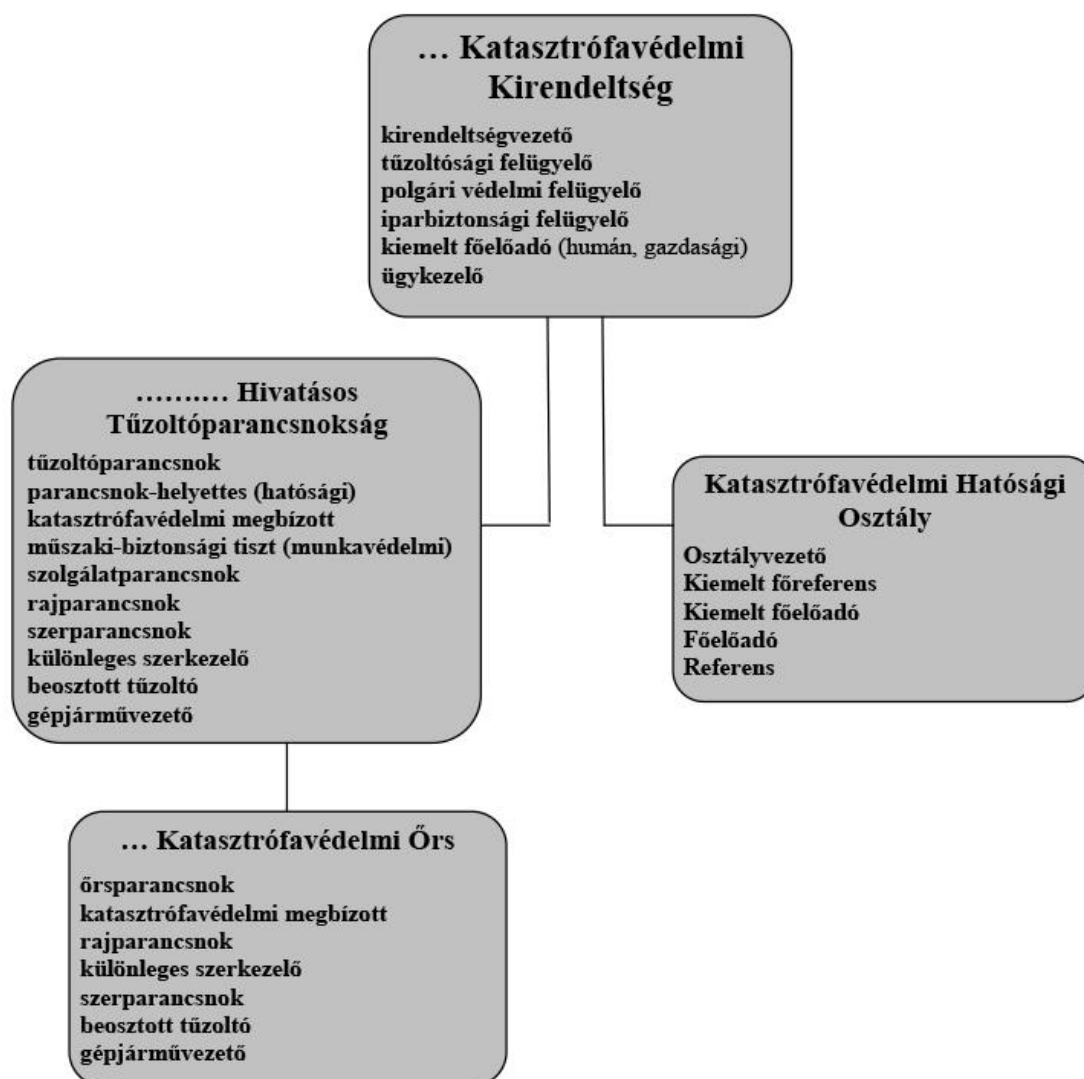 … Katasztrófavédelmi
Kirendeltség
kirendeltségvezető
tűzoltósági felügyelő
polgári védelmi felügyelő
iparbiztonsági felügyelő
kiemelt főelőadó (humán, gazdasági)
ügykezelő
…….… Hivatásos
Tűzoltóparancsnokság
tűzoltóparancsnok
parancsnok-helyettes (hatósági)
katasztrófavédelmi megbízott
műszaki-biztonsági tiszt (munkavédelmi)
szolgálatparancsnok
rajparancsnok
szerparancsnok
különleges szerkezelő
beosztott tűzoltó
gépjárművezető
Katasztrófavédelmi Hatósági
Osztály
Osztályvezető
Kiemelt főreferens
Kiemelt főelőadó
Főelőadó
Referens
… Katasztrófavédelmi Őrs
őrsparancsnok
katasztrófavédelmi megbízott
rajparancsnok
különleges szerkezelő
szerparancsnok
beosztott tűzoltó
gépjárművezető